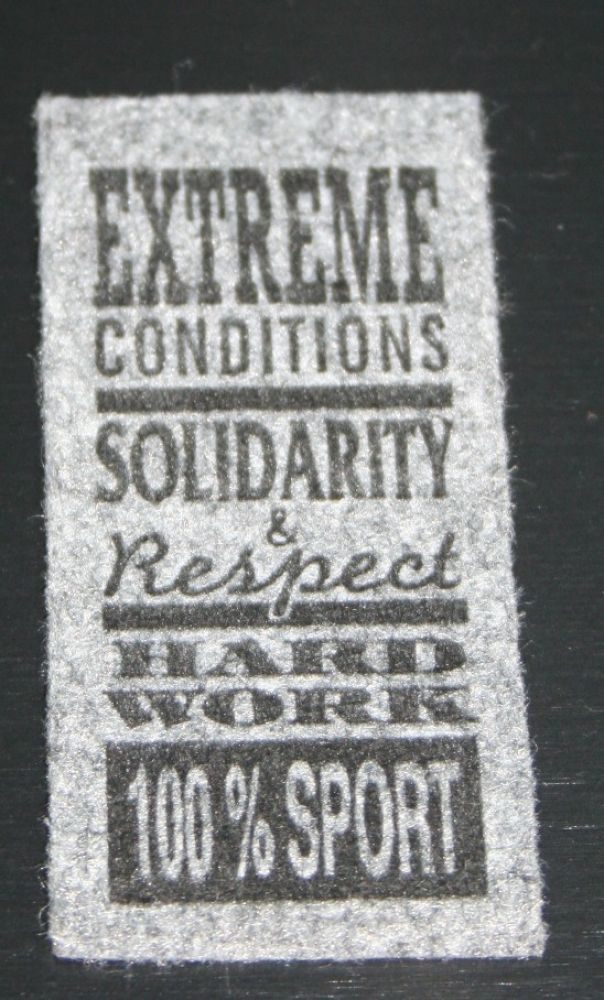 EXTREME
CONDITIONS
SOLIDARITY
&
Respect
HARD
WORK
100 % SPORT